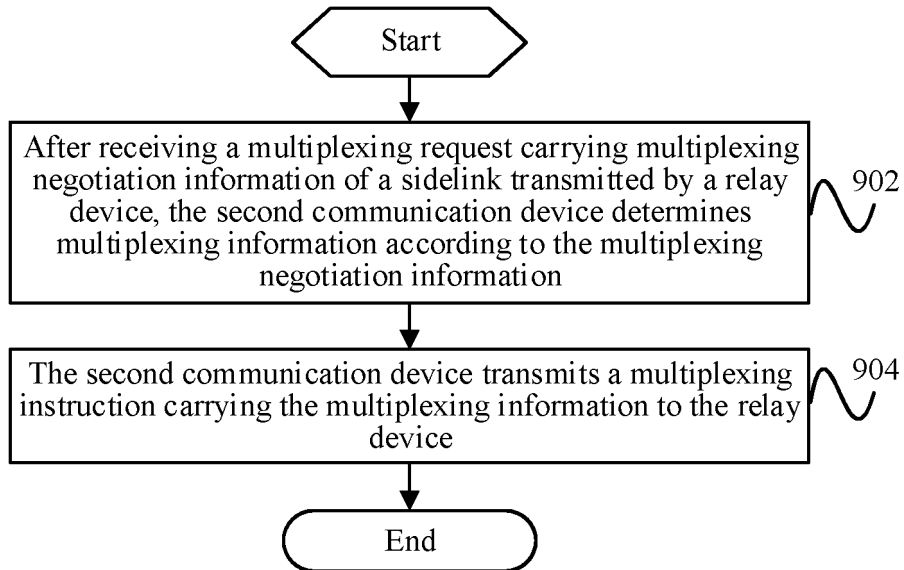 Start
After receiving a multiplexing request carrying multiplexing
negotiation information of a sidelink transmitted by a relay
device, the second communication device determines
multiplexing information according to the multiplexing
negotiation information
902
The second communication device transmits a multiplexing
instruction carrying the multiplexing information to the relay
device
904
End